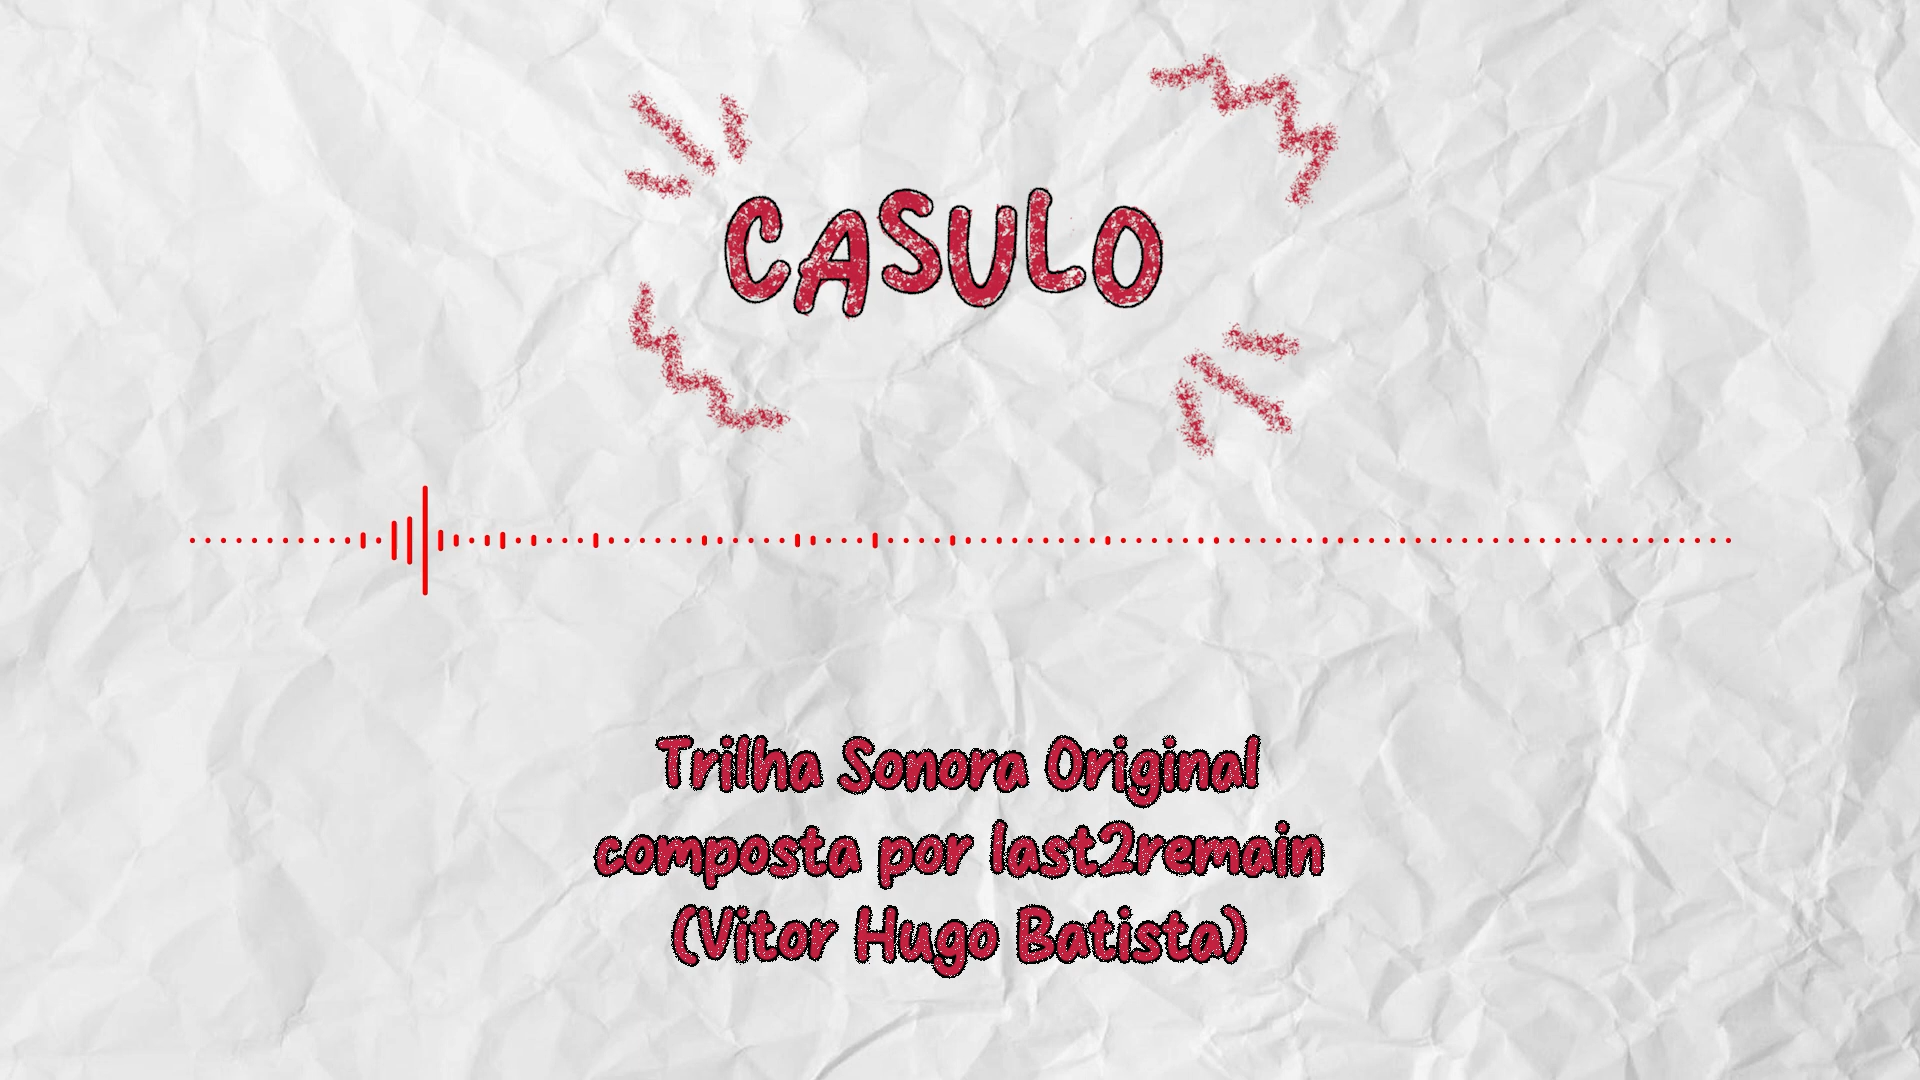 CASULO
Trilha Sonora Original
composta por last2remain
(Vitor Hugo Batista)